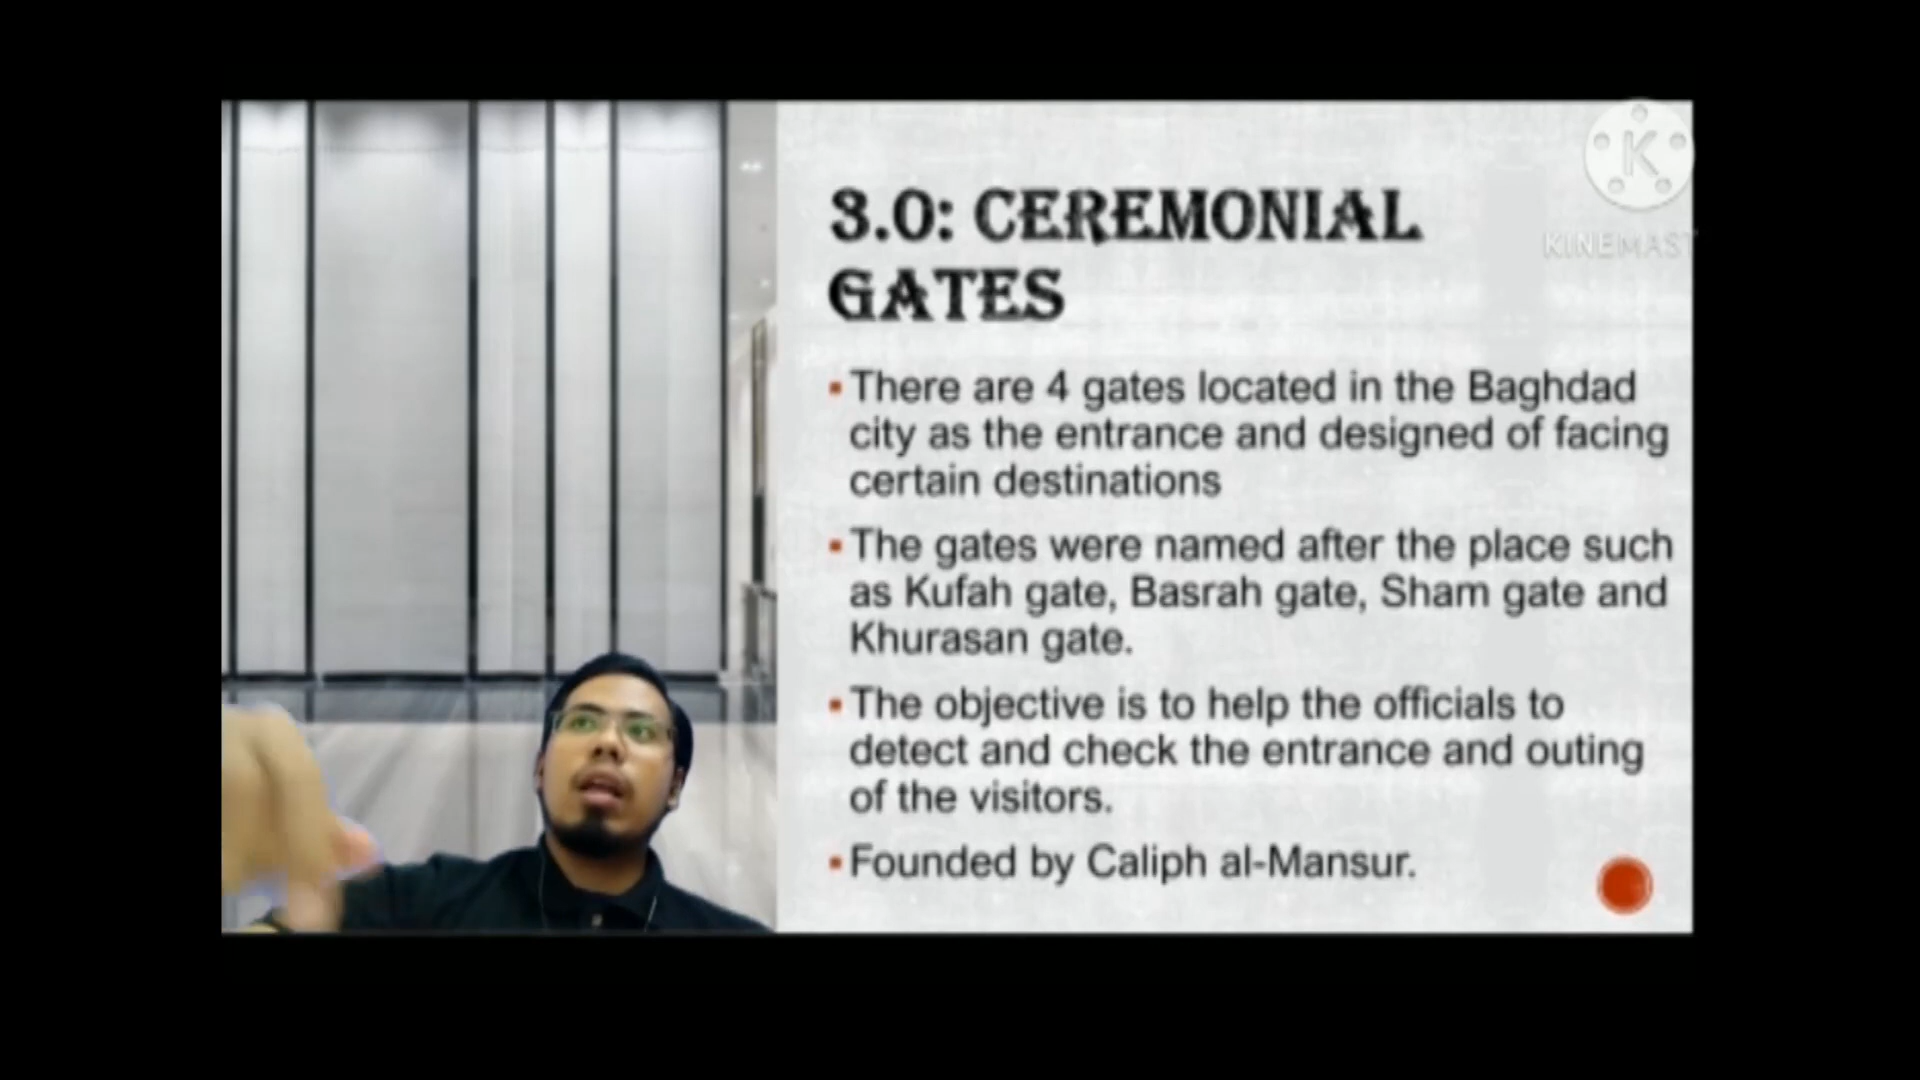 K
KINEMAST
3.0: CEREMONIAL
GATES
There are 4 gates located in the Baghdad
city as the entrance and designed of facing
certain destinations
The gates were named after the place such
as Kufah gate, Basrah gate, Sham gate and
Khurasan gate.
The objective is to help the officials to
detect and check the entrance and outing
of the visitors.
Founded by Caliph al-Mansur.